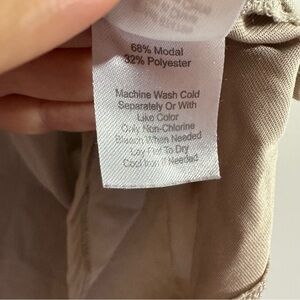 68% Modal
32% Polyester
Machine Wash Cold
Separately Or With
Like Color
Only Non-Chlorine
Bleach When Needed
Lay Flat To Dry
Cool Iron If Needed